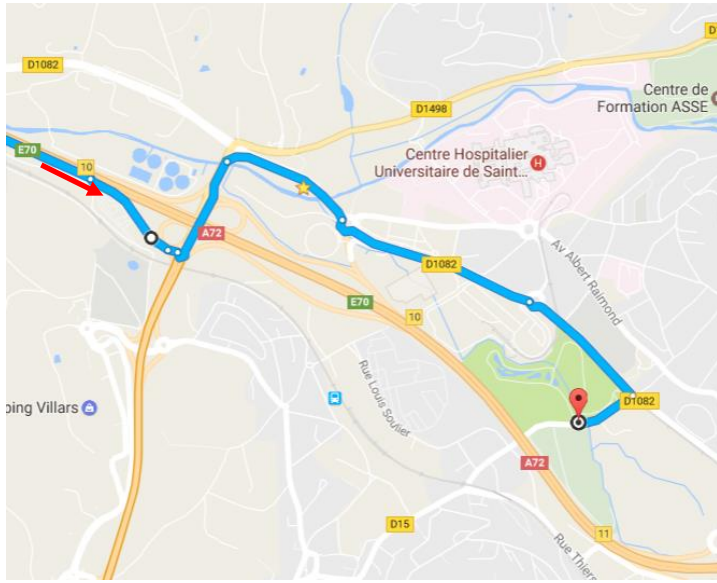 D1082
D1498
Centre de
Formation ASSE
E70
10
Centre Hospitalier
Universitaire de Saint...
H
A72
D1082
Av Albert Raimond
E70
10
Rue Louis Soulier
ping Villars
D1082
A72
D15
11
Rue Thiers